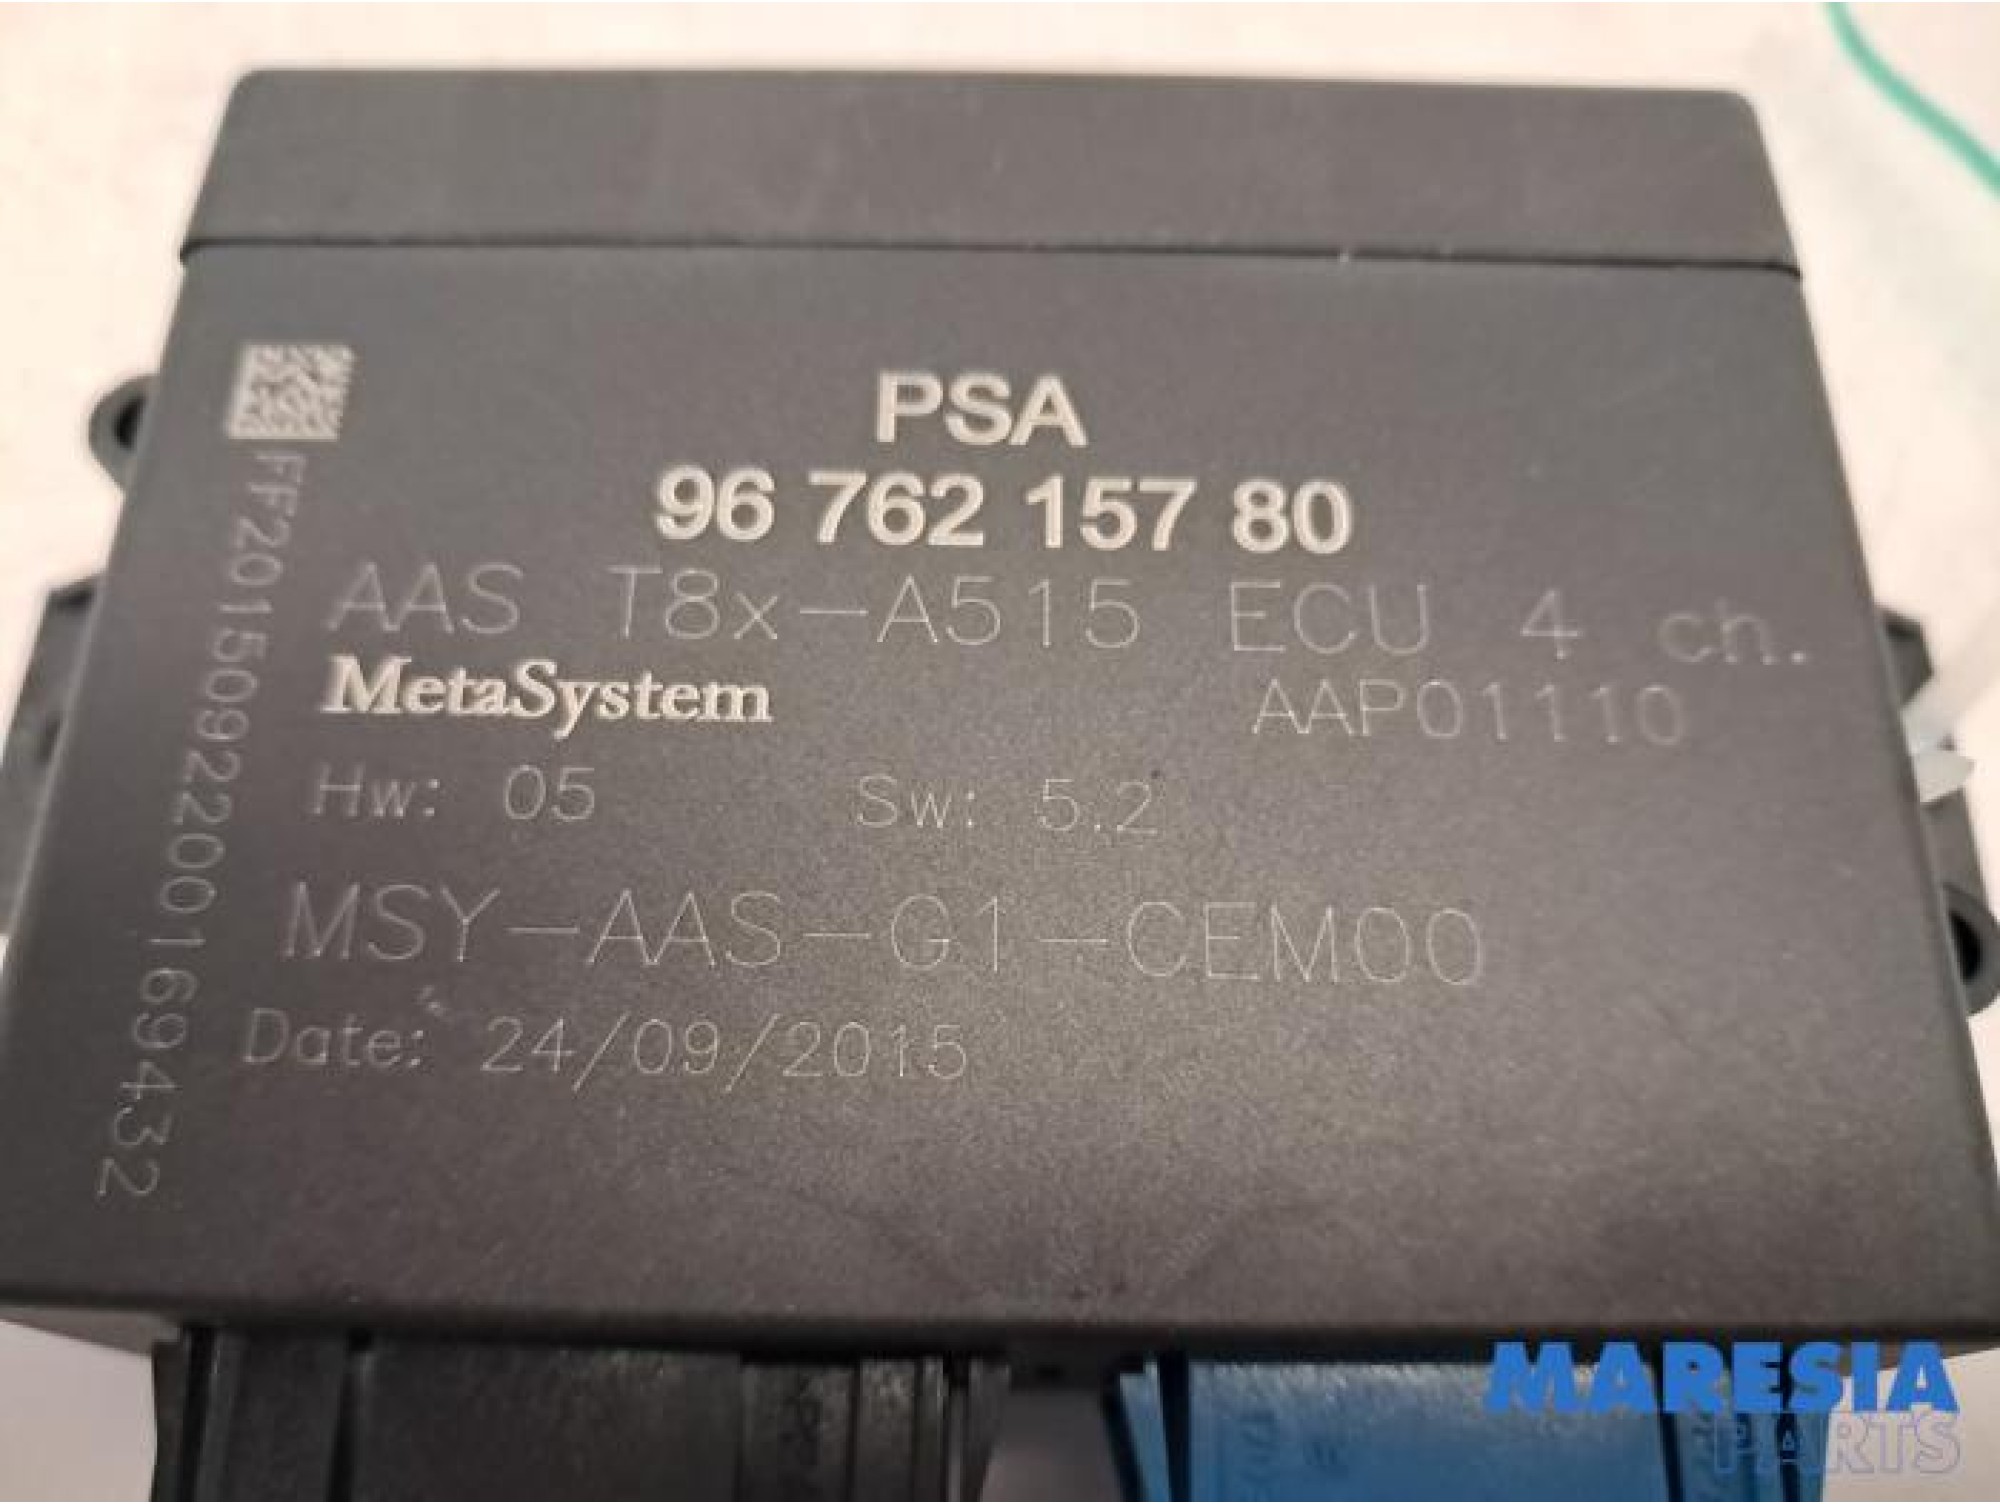 PSA
96 762 157 80
AAS T8x-A515 ECU 4 ch.
MetaSystem
AAP01110
Hw: 05 Sw: 5.2
MSY-AAS-G1-CEM00
Date: 24/09/2015
FF2015092200169432
MARESIA
PARTS